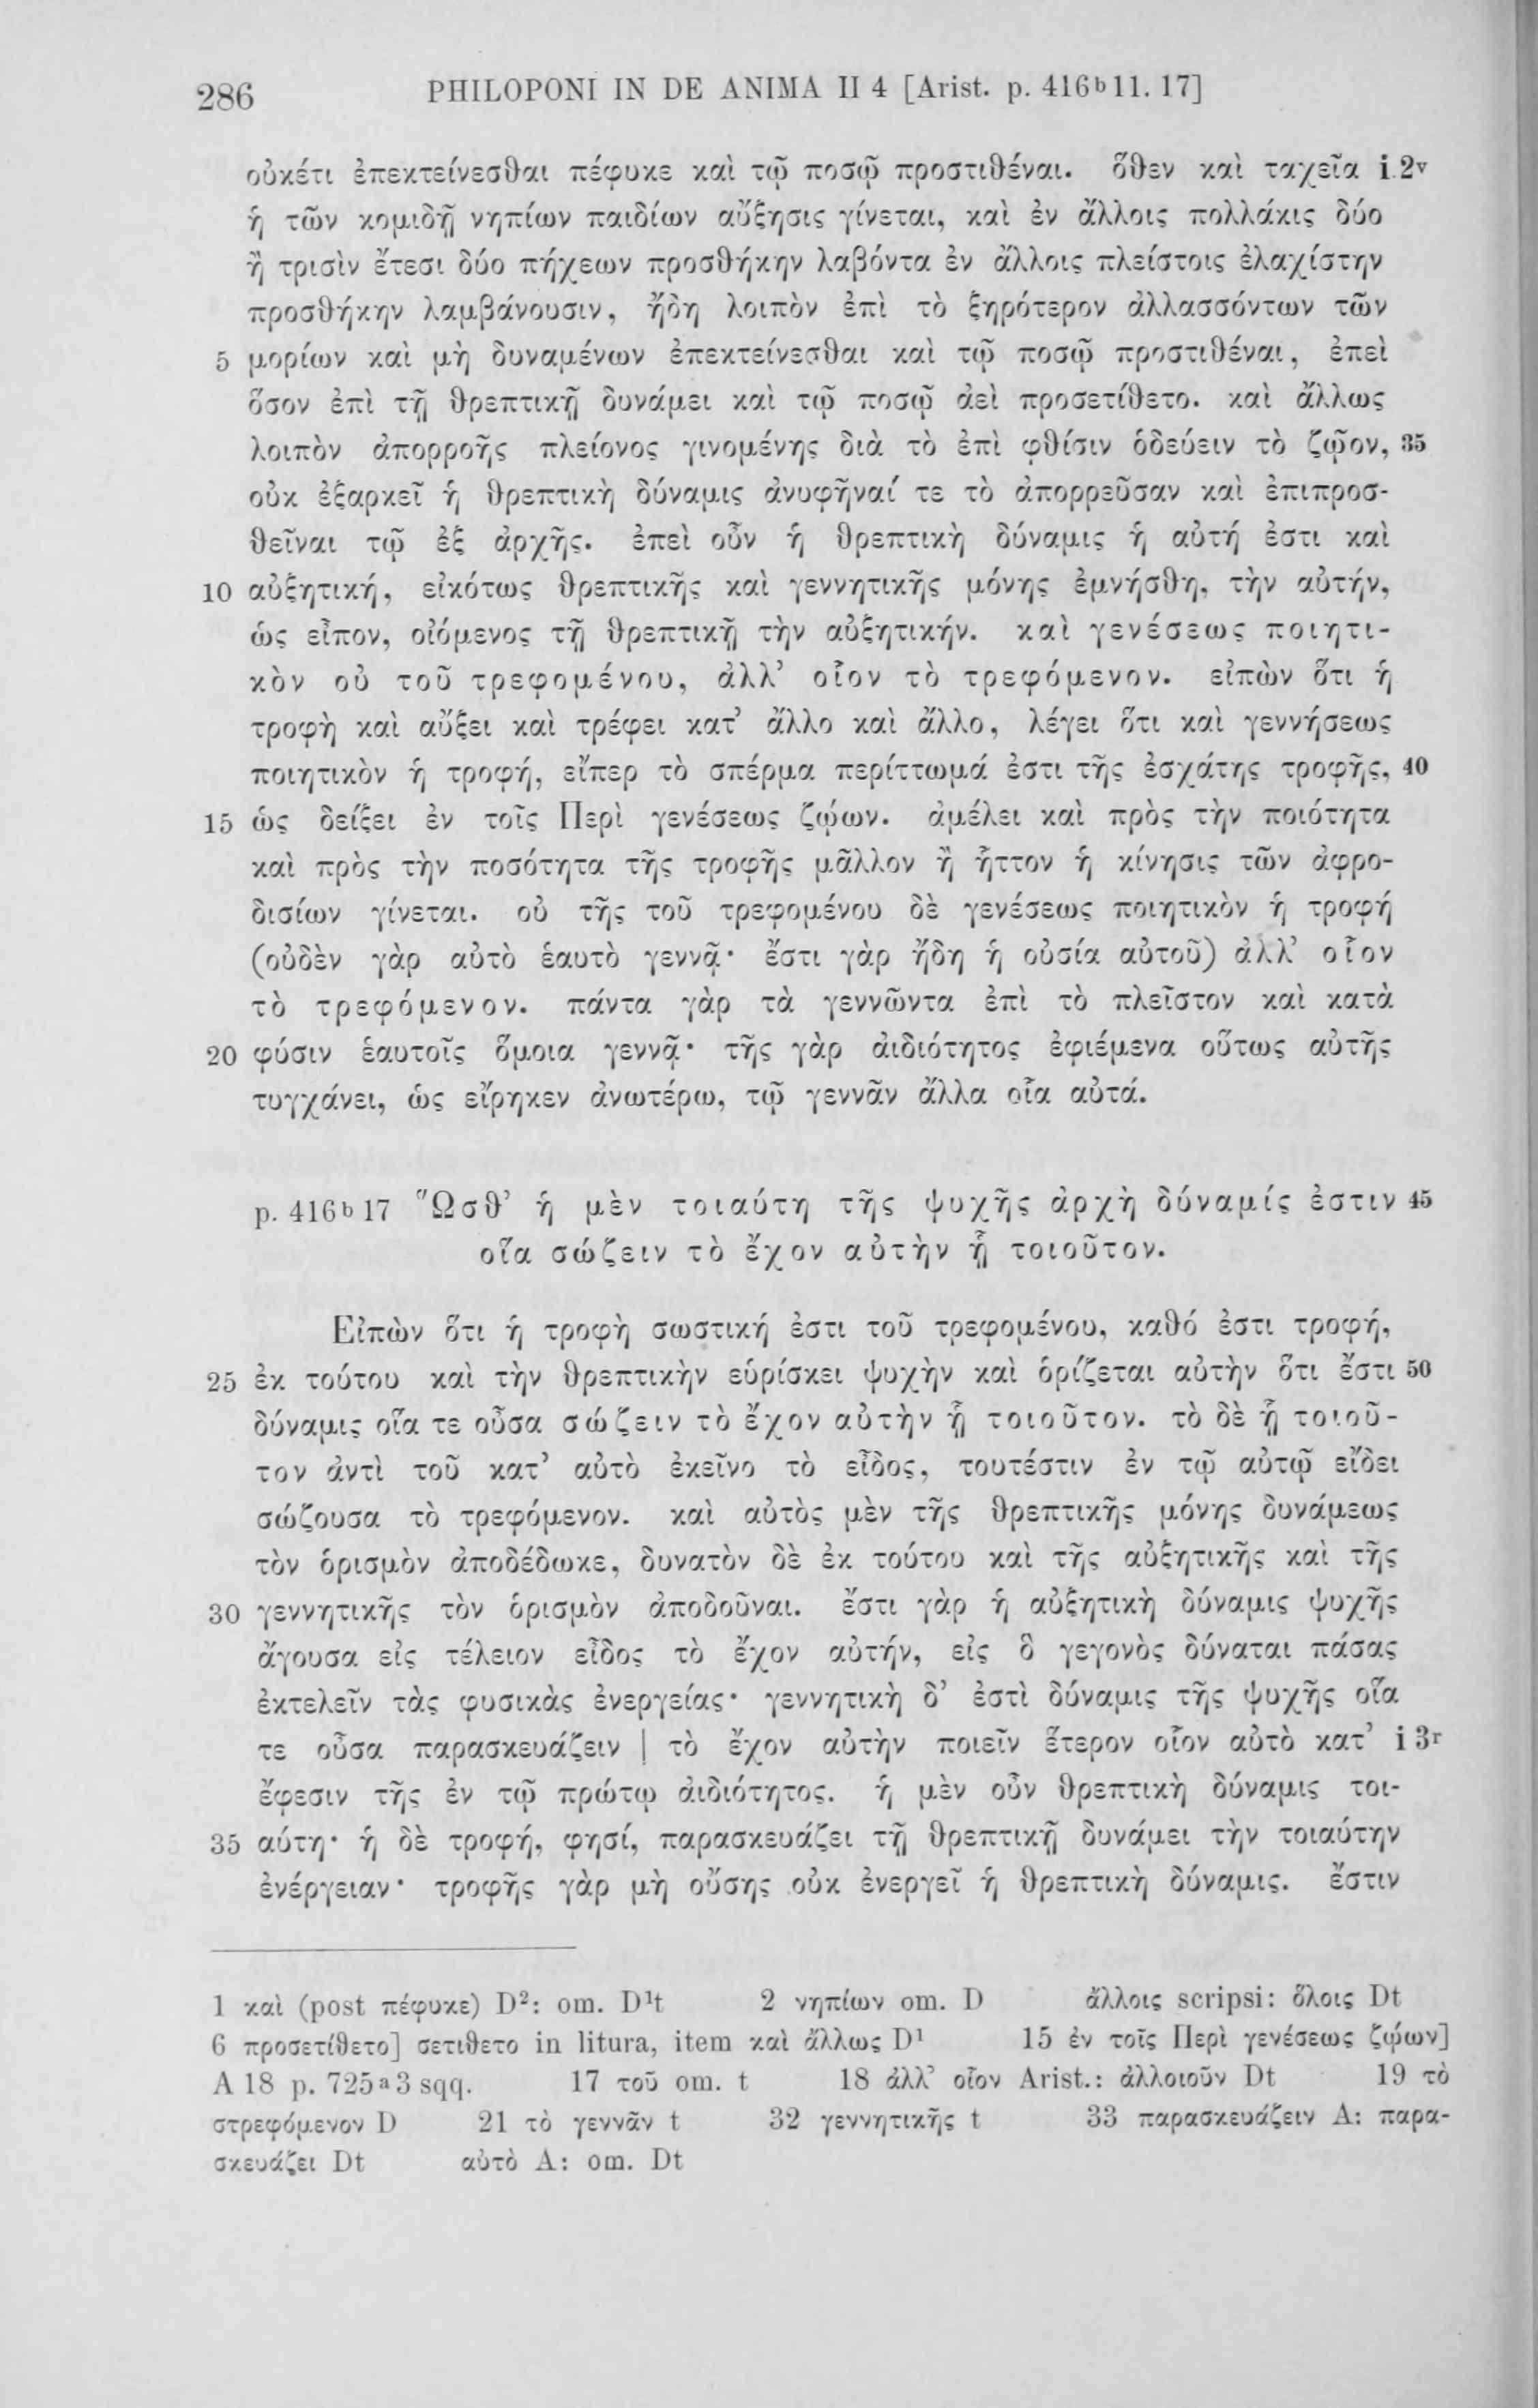 286 PHILOPONI IN DE ANIMA II 4 [Arist. p. 416ᵇ11. 17]
οὐκέτι ἐπεκτείνεσθαι πέφυκε καὶ τῷ ποσῷ προστιθέναι. ὅθεν καὶ ταχεῖα i 2ᵛ
ἡ τῶν κομιδῇ νηπίων παιδίων αὔξησις γίνεται, καὶ ἐν ἄλλοις πολλάκις δύο
ἢ τρισὶν ἔτεσι δύο πήχεων προσθήκην λαβόντα ἐν ἄλλοις πλείστοις ἐλαχίστην
προσθήκην λαμβάνουσιν, ἤδη λοιπὸν ἐπὶ τὸ ξηρότερον ἀλλασσόντων τῶν
5 μορίων καὶ μὴ δυναμένων ἐπεκτείνεσθαι καὶ τῷ ποσῷ προστιθέναι, ἐπεὶ
ὅσον ἐπὶ τῇ θρεπτικῇ δυνάμει καὶ τῷ ποσῷ ἀεὶ προσετίθετο. καὶ ἄλλως
λοιπὸν ἀπορροῆς πλείονος γινομένης διὰ τὸ ἐπὶ φθίσιν ὁδεύειν τὸ ζῷον, 35
οὐκ ἐξαρκεῖ ἡ θρεπτικὴ δύναμις ἀνυφῆναί τε τὸ ἀπορρεῦσαν καὶ ἐπιπροσ-
θεῖναι τῷ ἐξ ἀρχῆς. ἐπεὶ οὖν ἡ θρεπτικὴ δύναμις ἡ αὐτή ἐστι καὶ
10 αὐξητική, εἰκότως θρεπτικῆς καὶ γεννητικῆς μόνης ἐμνήσθη, τὴν αὐτήν,
ὡς εἶπον, οἰόμενος τῇ θρεπτικῇ τὴν αὐξητικήν. καὶ γενέσεως ποιητι-
κὸν οὐ τοῦ τρεφομένου, ἀλλ’ οἷον τὸ τρεφόμενον. εἰπὼν ὅτι ἡ
τροφὴ καὶ αὔξει καὶ τρέφει κατ’ ἄλλο καὶ ἄλλο, λέγει ὅτι καὶ γεννήσεως
ποιητικὸν ἡ τροφή, εἴπερ τὸ σπέρμα περίττωμά ἐστι τῆς ἐσχάτης τροφῆς, 40
15 ὡς δείξει ἐν τοῖς Περὶ γενέσεως ζῴων. ἀμέλει καὶ πρὸς τὴν ποιότητα
καὶ πρὸς τὴν ποσότητα τῆς τροφῆς μᾶλλον ἢ ἧττον ἡ κίνησις τῶν ἀφρο-
δισίων γίνεται. οὐ τῆς τοῦ τρεφομένου δὲ γενέσεως ποιητικὸν ἡ τροφή
(οὐδὲν γὰρ αὐτὸ ἑαυτὸ γεννᾷ· ἔστι γὰρ ἤδη ἡ οὐσία αὐτοῦ) ἀλλ’ οἷον
τὸ τρεφόμενον. πάντα γὰρ τὰ γεννῶντα ἐπὶ τὸ πλεῖστον καὶ κατὰ
20 φύσιν ἑαυτοῖς ὅμοια γεννᾷ· τῆς γὰρ ἀιδιότητος ἐφιέμενα οὕτως αὐτῆς
τυγχάνει, ὡς εἴρηκεν ἀνωτέρω, τῷ γεννᾶν ἄλλα οἷα αὐτά.
p. 416ᵇ17 Ὥσθ’ ἡ μὲν τοιαύτη τῆς ψυχῆς ἀρχὴ δύναμίς ἐστιν 45
οἵα σώζειν τὸ ἔχον αὐτὴν ᾗ τοιοῦτον.
Εἰπὼν ὅτι ἡ τροφὴ σωστική ἐστι τοῦ τρεφομένου, καθό ἐστι τροφή,
25 ἐκ τούτου καὶ τὴν θρεπτικὴν εὑρίσκει ψυχὴν καὶ ὁρίζεται αὐτὴν ὅτι ἔστι 50
δύναμις οἵα τε οὖσα σώζειν τὸ ἔχον αὐτὴν ᾗ τοιοῦτον. τὸ δὲ ᾗ τοιοῦ-
τον ἀντὶ τοῦ κατ’ αὐτὸ ἐκεῖνο τὸ εἶδος, τουτέστιν ἐν τῷ αὐτῷ εἴδει
σώζουσα τὸ τρεφόμενον. καὶ αὐτὸς μὲν τῆς θρεπτικῆς μόνης δυνάμεως
τὸν ὁρισμὸν ἀποδέδωκε, δυνατὸν δὲ ἐκ τούτου καὶ τῆς αὐξητικῆς καὶ τῆς
30 γεννητικῆς τὸν ὁρισμὸν ἀποδοῦναι. ἔστι γὰρ ἡ αὐξητικὴ δύναμις ψυχῆς
ἄγουσα εἰς τέλειον εἶδος τὸ ἔχον αὐτήν, εἰς ὃ γεγονὸς δύναται πάσας
ἐκτελεῖν τὰς φυσικὰς ἐνεργείας· γεννητικὴ δ’ ἐστὶ δύναμις τῆς ψυχῆς οἵα
τε οὖσα παρασκευάζειν | τὸ ἔχον αὐτὴν ποιεῖν ἕτερον οἷον αὐτὸ κατ’ i 3ʳ
ἔφεσιν τῆς ἐν τῷ πρώτῳ ἀιδιότητος. ἡ μὲν οὖν θρεπτικὴ δύναμις τοι-
35 αύτη· ἡ δὲ τροφή, φησί, παρασκευάζει τῇ θρεπτικῇ δυνάμει τὴν τοιαύτην
ἐνέργειαν· τροφῆς γὰρ μὴ οὔσης οὐκ ἐνεργεῖ ἡ θρεπτικὴ δύναμις. ἔστιν
1 καὶ (post πέφυκε) D²: om. D¹t 2 νηπίων om. D ἄλλοις scripsi: ὅλοις Dt
6 προσετίθετο] σετιθετο in litura, item καὶ ἄλλως D¹ 15 ἐν τοῖς Περὶ γενέσεως ζῴων]
A 18 p. 725ᵃ3 sqq. 17 τοῦ om. t 18 ἀλλ’ οἷον Arist.: ἀλλοιοῦν Dt 19 τὸ
στρεφόμενον D 21 τὸ γεννᾶν t 32 γεννητικῆς t 33 παρασκευάζειν A: παρα-
σκευάζει Dt αὐτὸ A: om. Dt